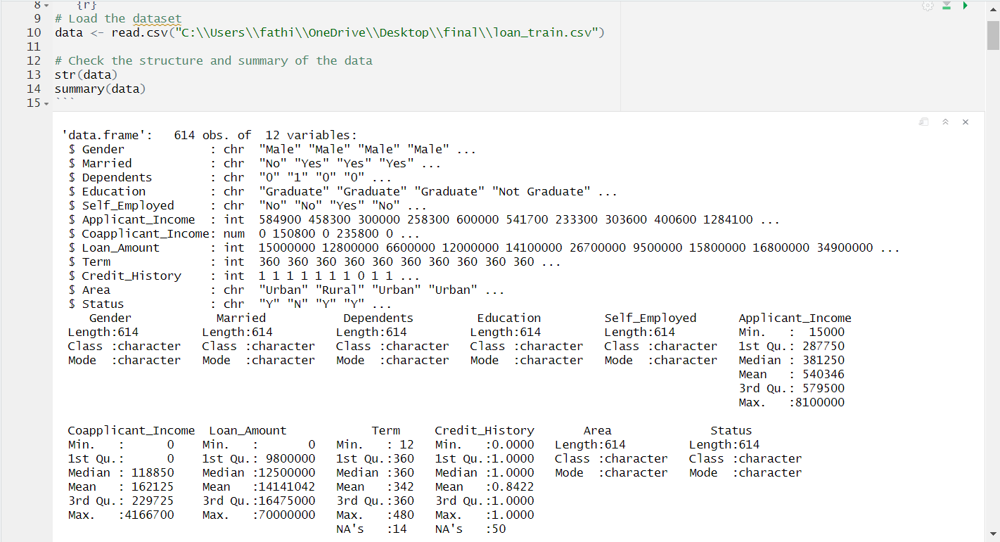 8 {r}
9 # Load the dataset
10 data <- read.csv("C:\\Users\\fathi\\OneDrive\\Desktop\\final\\loan_train.csv")
11
12 # Check the structure and summary of the data
13 str(data)
14 summary(data)
15 ```
'data.frame':   614 obs. of  12 variables:
 $ Gender            : chr  "Male" "Male" "Male" "Male" ...
 $ Married           : chr  "No" "Yes" "Yes" "Yes" ...
 $ Dependents        : chr  "0" "1" "0" "0" ...
 $ Education         : chr  "Graduate" "Graduate" "Graduate" "Not Graduate" ...
 $ Self_Employed     : chr  "No" "No" "Yes" "No" ...
 $ Applicant_Income  : int  584900 458300 300000 258300 600000 541700 233300 303600 400600 1284100 ...
 $ Coapplicant_Income: num  0 150800 0 235800 0 ...
 $ Loan_Amount       : int  15000000 12800000 6600000 12000000 14100000 26700000 9500000 15800000 16800000 34900000 ...
 $ Term              : int  360 360 360 360 360 360 360 360 360 360 ...
 $ Credit_History    : int  1 1 1 1 1 1 1 0 1 1 ...
 $ Area              : chr  "Urban" "Rural" "Urban" "Urban" ...
 $ Status            : chr  "Y" "N" "Y" "Y" ...
    Gender            Married           Dependents         Education         Self_Employed      Applicant_Income
 Length:614         Length:614         Length:614         Length:614         Length:614         Min.   :  15000
 Class :character   Class :character   Class :character   Class :character   Class :character   1st Qu.: 287750
 Mode  :character   Mode  :character   Mode  :character   Mode  :character   Mode  :character   Median : 381250
 Mean   : 540346
 3rd Qu.: 579500
 Max.   :8100000
 Coapplicant_Income  Loan_Amount            Term     Credit_History       Area              Status
 Min.   :      0    Min.   :       0   Min.   : 12   Min.   :0.0000   Length:614         Length:614
 1st Qu.:      0    1st Qu.: 9800000   1st Qu.:360   1st Qu.:1.0000   Class :character   Class :character
 Median : 118850    Median :12500000   Median :360   Median :1.0000   Mode  :character   Mode  :character
 Mean   : 162125    Mean   :14141042   Mean   :342   Mean   :0.8422
 3rd Qu.: 229725    3rd Qu.:16475000   3rd Qu.:360   3rd Qu.:1.0000
 Max.   :4166700    Max.   :70000000   Max.   :480   Max.   :1.0000
 NA's   :14    NA's   :50